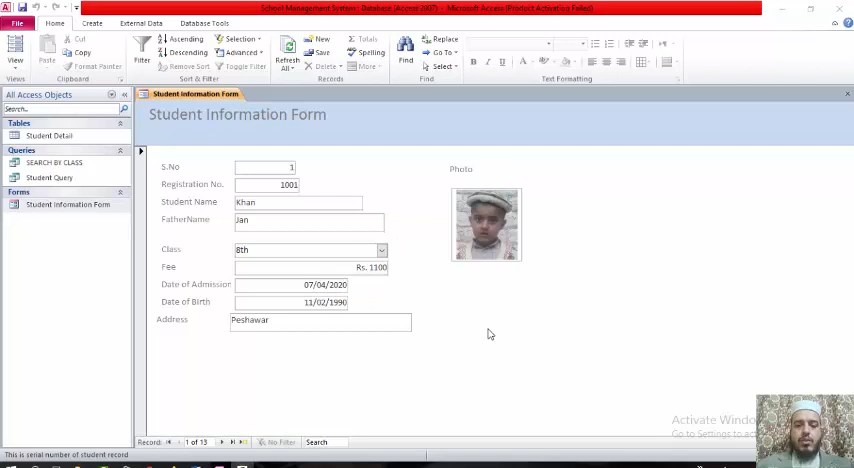 School Management System: Database (Access 2007) - Microsoft Access (Product Activation Failed)
File Home Create External Data Database Tools
View
Views
Paste
Cut
Copy
Format Painter
Clipboard
Filter
Ascending
Descending
Remove Sort
Selection
Advanced
Toggle Filter
Sort & Filter
Refresh
All
New
Save
Delete
Totals
Spelling
More
Records
Find
Replace
Go To
Select
Find
B I U
Text Formatting
All Access Objects
Search..
Tables
Student Detail
Queries
SEARCH BY CLASS
Student Query
Forms
Student Information Form
Student Information Form
Student Information Form
S.No 1
Registration No. 1001
Student Name Khan
FatherName Jan
Class 8th
Fee Rs. 1100
Date of Admission 07/04/2020
Date of Birth 11/02/1990
Address Peshawar
Photo
Activate Windo
Go to Settings to act
Record: 1 of 13 No Filter Search
This is serial number of student record